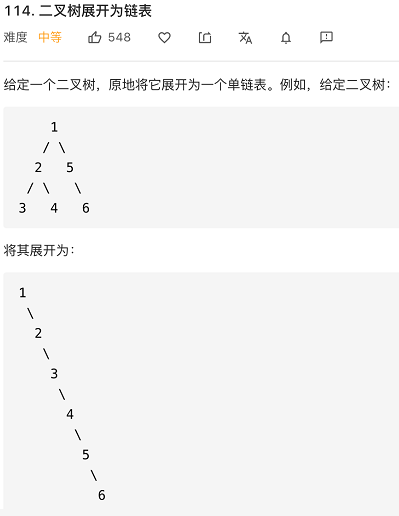 114. 二叉树展开为链表
难度 中等 548
给定一个二叉树，原地将它展开为一个单链表。例如，给定二叉树：
1
/ \
2 5
/ \ \
3 4 6
将其展开为：
1
\
2
\
3
\
4
\
5
\
6